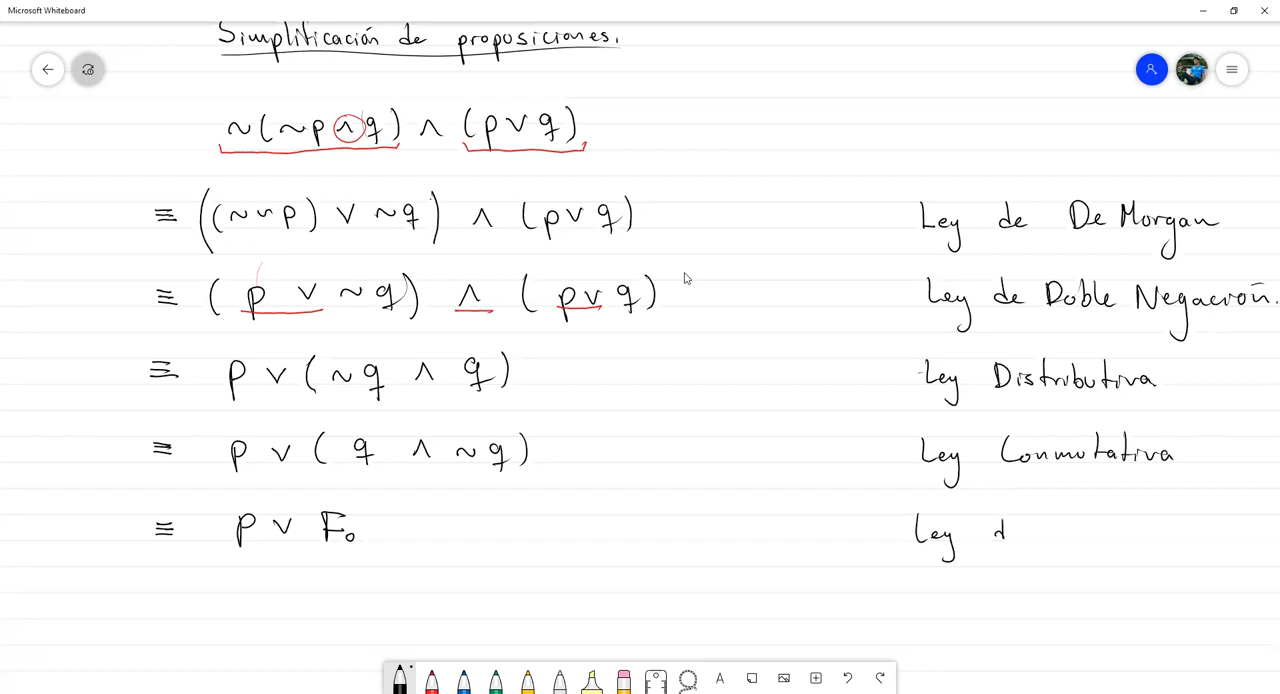 Microsoft Whiteboard
Simplificación de proposiciones.
~(~p ∧ q) ∧ (p ∨ q)
≡ ((~~p) ∨ ~q) ∧ (p ∨ q) Ley de De Morgan
≡ (p ∨ ~q) ∧ (p ∨ q) Ley de Doble Negación.
≡ p ∨ (~q ∧ q) Ley Distributiva
≡ p ∨ (q ∧ ~q) Ley Conmutativa
≡ p ∨ F₀ Ley
A